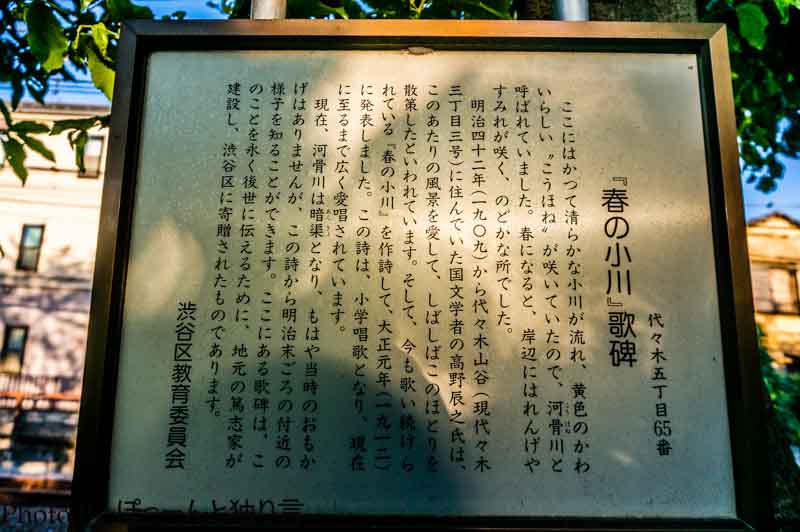 代々木五丁目65番
『春の小川』歌碑
ここにはかつて清らかな小川が流れ、黄色のかわ
いらしい〝こうほね〟が咲いていたので、河骨川と
こうほね
呼ばれていました。春になると、岸辺にはれんげや
すみれが咲く、のどかな所でした。
明治四十二年(一九〇九)から代々木山谷(現代々木
三丁目三号)に住んでいた国文学者の高野辰之氏は、
このあたりの風景を愛して、しばしばこのほとりを
散策したといわれています。そして、今も歌い続けら
れている『春の小川』を作詩して、大正元年(一九一二)
に発表しました。この詩は、小学唱歌となり、現在
に至るまで広く愛唱されています。
現在、河骨川は暗渠となり、もはや当時のおもか
あんきょ
げはありませんが、この詩から明治末ごろの付近の
様子を知ることができます。ここにある歌碑は、こ
のことを永く後世に伝えるために、地元の篤志家が
建設し、渋谷区に寄贈されたものであります。
渋谷区教育委員会
Photo
ぽつーんと独り言